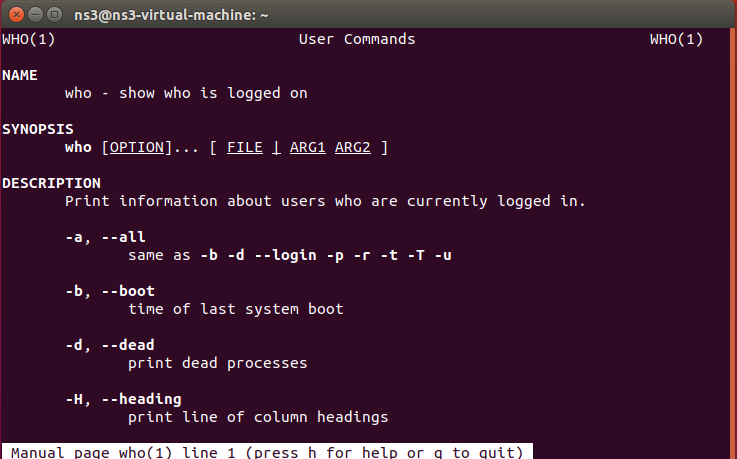 ns3@ns3-virtual-machine: ~
WHO(1) User Commands WHO(1)
NAME
who - show who is logged on
SYNOPSIS
who [OPTION]... [ FILE | ARG1 ARG2 ]
DESCRIPTION
Print information about users who are currently logged in.
-a, --all
same as -b -d --login -p -r -t -T -u
-b, --boot
time of last system boot
-d, --dead
print dead processes
-H, --heading
print line of column headings
Manual page who(1) line 1 (press h for help or q to quit)